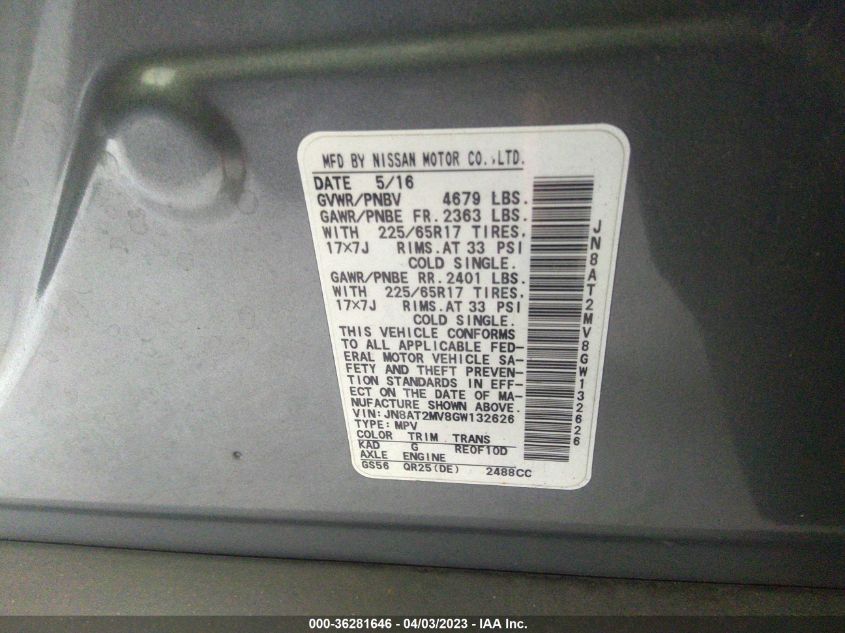 MFD BY NISSAN MOTOR CO.,LTD.
DATE 5/16
GVWR/PNBV 4679 LBS.
GAWR/PNBE FR. 2363 LBS.
WITH 225/65R17 TIRES.
17×7J RIMS.AT 33 PSI
COLD SINGLE.
GAWR/PNBE RR. 2401 LBS.
WITH 225/65R17 TIRES.
17×7J RIMS.AT 33 PSI
COLD SINGLE.
THIS VEHICLE CONFORMS
TO ALL APPLICABLE FED-
ERAL MOTOR VEHICLE SA-
FETY AND THEFT PREVEN-
TION STANDARDS IN EFF-
ECT ON THE DATE OF MA-
NUFACTURE SHOWN ABOVE.
VIN:JN8AT2MV8GW132626
TYPE:MPV
COLOR TRIM TRANS
KAD G RE0F10D
AXLE ENGINE
GS56 QR25(DE) 2488CC
JN8AT2MV8GW132626
000-36281646 - 04/03/2023 - IAA Inc.